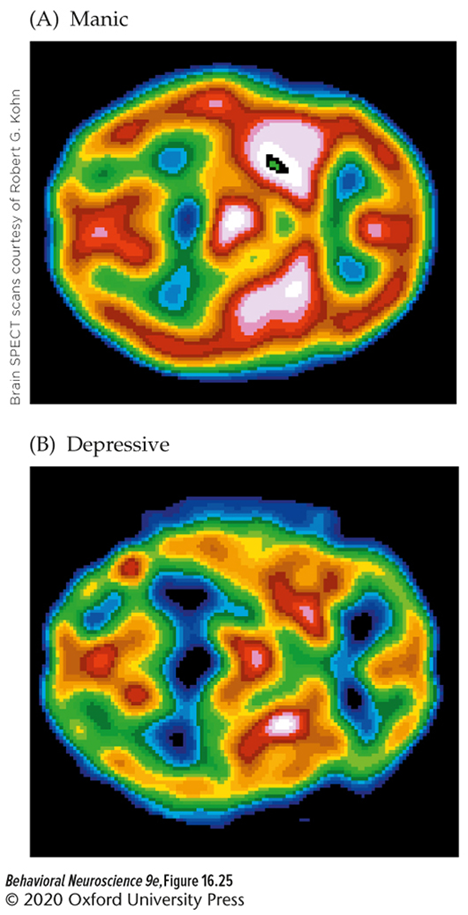 (A) Manic
Brain SPECT scans courtesy of Robert G. Kohn
(B) Depressive
Behavioral Neuroscience 9e, Figure 16.25
© 2020 Oxford University Press